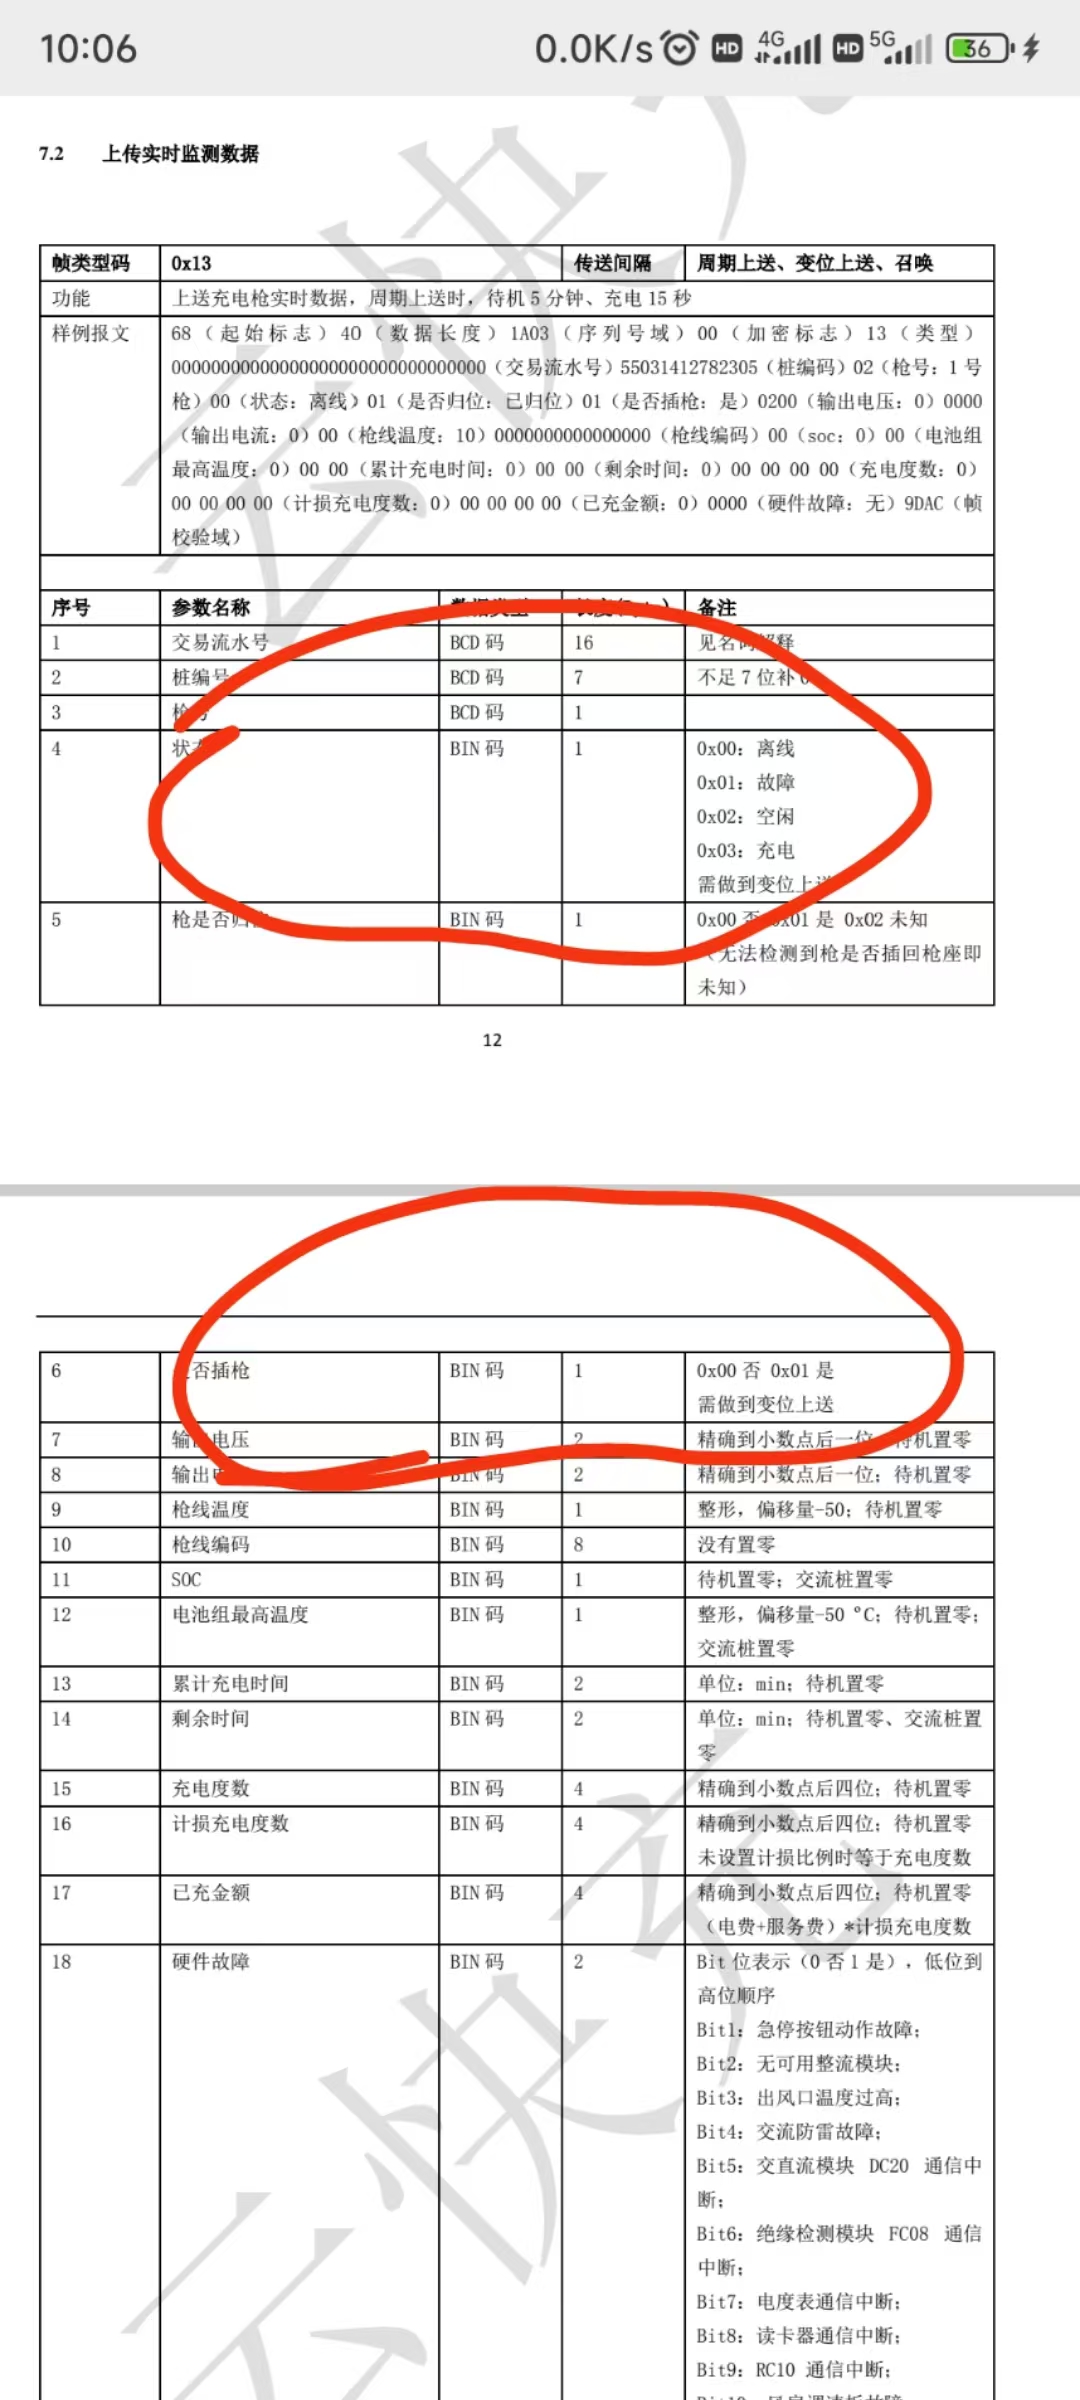 10:06 0.0K/s HD 4G HD 5G 36
7.2 上传实时监测数据
帧类型码 0x13 传送间隔 周期上送、变位上送、召唤
功能 上送充电枪实时数据，周期上送时，待机 5 分钟、充电 15 秒
样例报文 68（起始标志）40（数据长度）1A03（序列号域）00（加密标志）13（类型）
00000000000000000000000000000000（交易流水号）55031412782305（桩编码）02（枪号：1 号
枪）00（状态：离线）01（是否归位：已归位）01（是否插枪：是）0200（输出电压：0）0000
（输出电流：0）00（枪线温度：10）0000000000000000（枪线编码）00（soc：0）00（电池组
最高温度：0）00 00（累计充电时间：0）00 00（剩余时间：0）00 00 00 00（充电度数：0）
00 00 00 00（计损充电度数：0）00 00 00 00（已充金额：0）0000（硬件故障：无）9DAC（帧
校验域）
序号 参数名称 备注
1 交易流水号 BCD 码 16 见名词解释
2 桩编号 BCD 码 7 不足 7 位补
3 枪号 BCD 码 1
4 状态 BIN 码 1 0x00：离线
0x01：故障
0x02：空闲
0x03：充电
需做到变位上送
5 枪是否归位 BIN 码 1 0x00 否 0x01 是 0x02 未知
（无法检测到枪是否插回枪座即
未知）
12
6 是否插枪 BIN 码 1 0x00 否 0x01 是
需做到变位上送
7 输出电压 BIN 码 2 精确到小数点后一位；待机置零
8 输出 BIN 码 2 精确到小数点后一位；待机置零
9 枪线温度 BIN 码 1 整形，偏移量-50；待机置零
10 枪线编码 BIN 码 8 没有置零
11 SOC BIN 码 1 待机置零；交流桩置零
12 电池组最高温度 BIN 码 1 整形，偏移量-50 ℃；待机置零；
交流桩置零
13 累计充电时间 BIN 码 2 单位：min；待机置零
14 剩余时间 BIN 码 2 单位：min；待机置零、交流桩置
零
15 充电度数 BIN 码 4 精确到小数点后四位；待机置零
16 计损充电度数 BIN 码 4 精确到小数点后四位；待机置零
未设置计损比例时等于充电度数
17 已充金额 BIN 码 4 精确到小数点后四位；待机置零
（电费+服务费）*计损充电度数
18 硬件故障 BIN 码 2 Bit 位表示（0 否 1 是），低位到
高位顺序
Bit1：急停按钮动作故障；
Bit2：无可用整流模块；
Bit3：出风口温度过高；
Bit4：交流防雷故障；
Bit5：交直流模块 DC20 通信中
断；
Bit6：绝缘检测模块 FC08 通信
中断；
Bit7：电度表通信中断；
Bit8：读卡器通信中断；
Bit9：RC10 通信中断；
云快充
云快充